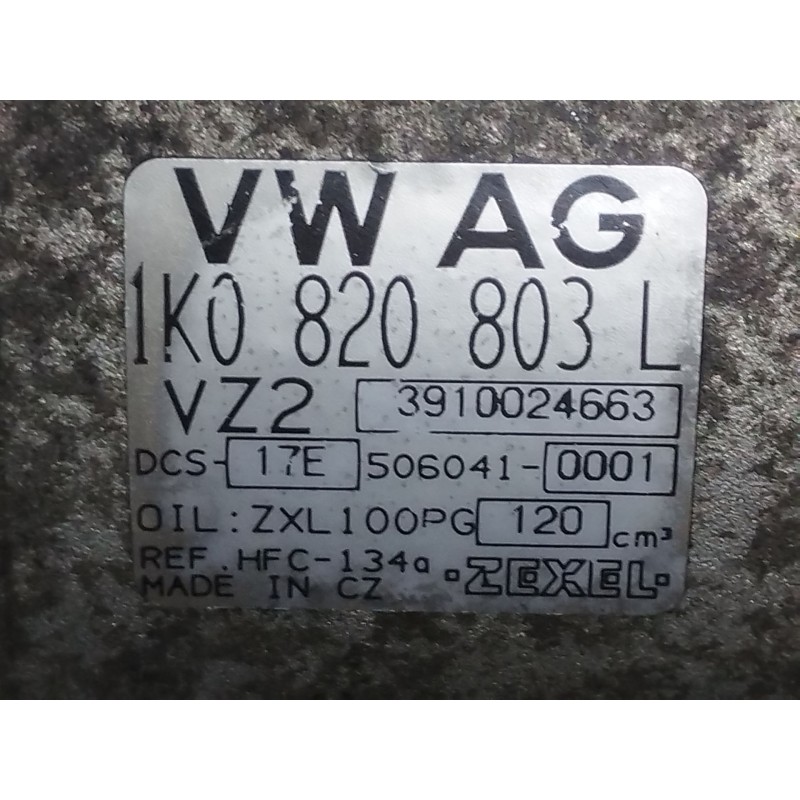 VW AG
1K0 820 803 L
VZ2 3910024663
DCS-17E 506041-0001
OIL: ZXL100PG 120 cm³
REF.HFC-134a
MADE IN CZ ·ZEXEL·